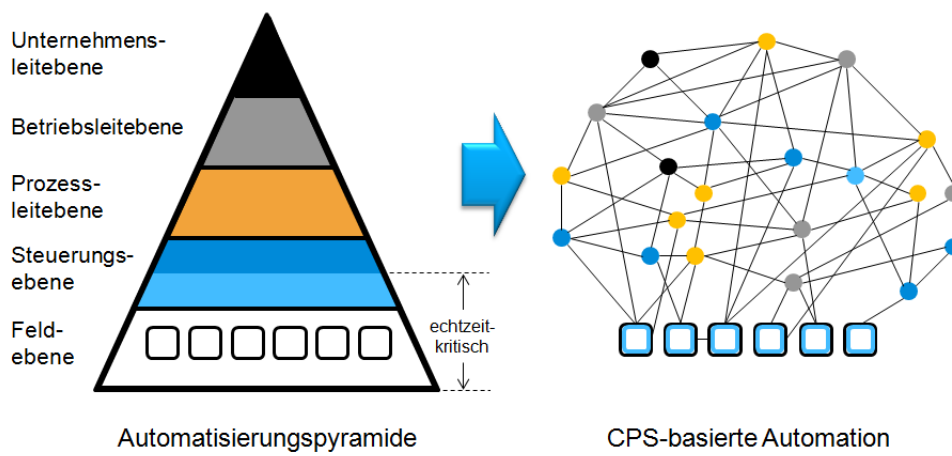 Unternehmens-
leitebene
Betriebsleitebene
Prozess-
leitebene
Steuerungs-
ebene
Feld-
ebene
echtzeit-
kritisch
Automatisierungspyramide
CPS-basierte Automation